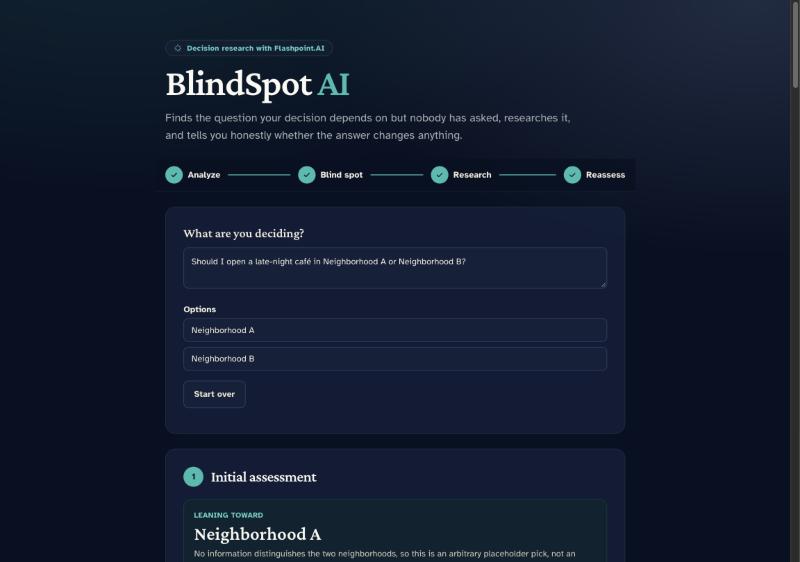 Decision research with Flashpoint.AI
BlindSpot AI
Finds the question your decision depends on but nobody has asked, researches it,
and tells you honestly whether the answer changes anything.
Analyze
Blind spot
Research
Reassess
What are you deciding?
Should I open a late-night café in Neighborhood A or Neighborhood B?
Options
Neighborhood A
Neighborhood B
Start over
1 Initial assessment
LEANING TOWARD
Neighborhood A
No information distinguishes the two neighborhoods, so this is an arbitrary placeholder pick, not an